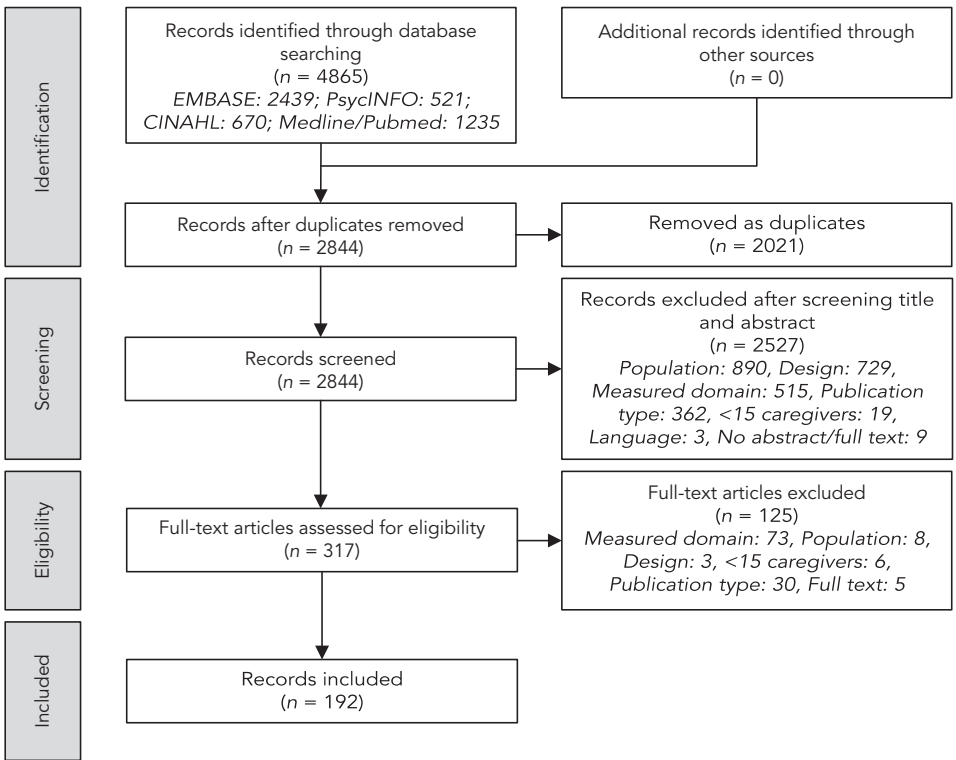 Identification
Records identified through database
searching
(n = 4865)
EMBASE: 2439; PsycINFO: 521;
CINAHL: 670; Medline/Pubmed: 1235
Additional records identified through
other sources
(n = 0)
Records after duplicates removed
(n = 2844)
Removed as duplicates
(n = 2021)
Screening
Records screened
(n = 2844)
Records excluded after screening title
and abstract
(n = 2527)
Population: 890, Design: 729,
Measured domain: 515, Publication
type: 362, <15 caregivers: 19,
Language: 3, No abstract/full text: 9
Eligibility
Full-text articles assessed for eligibility
(n = 317)
Full-text articles excluded
(n = 125)
Measured domain: 73, Population: 8,
Design: 3, <15 caregivers: 6,
Publication type: 30, Full text: 5
Included
Records included
(n = 192)